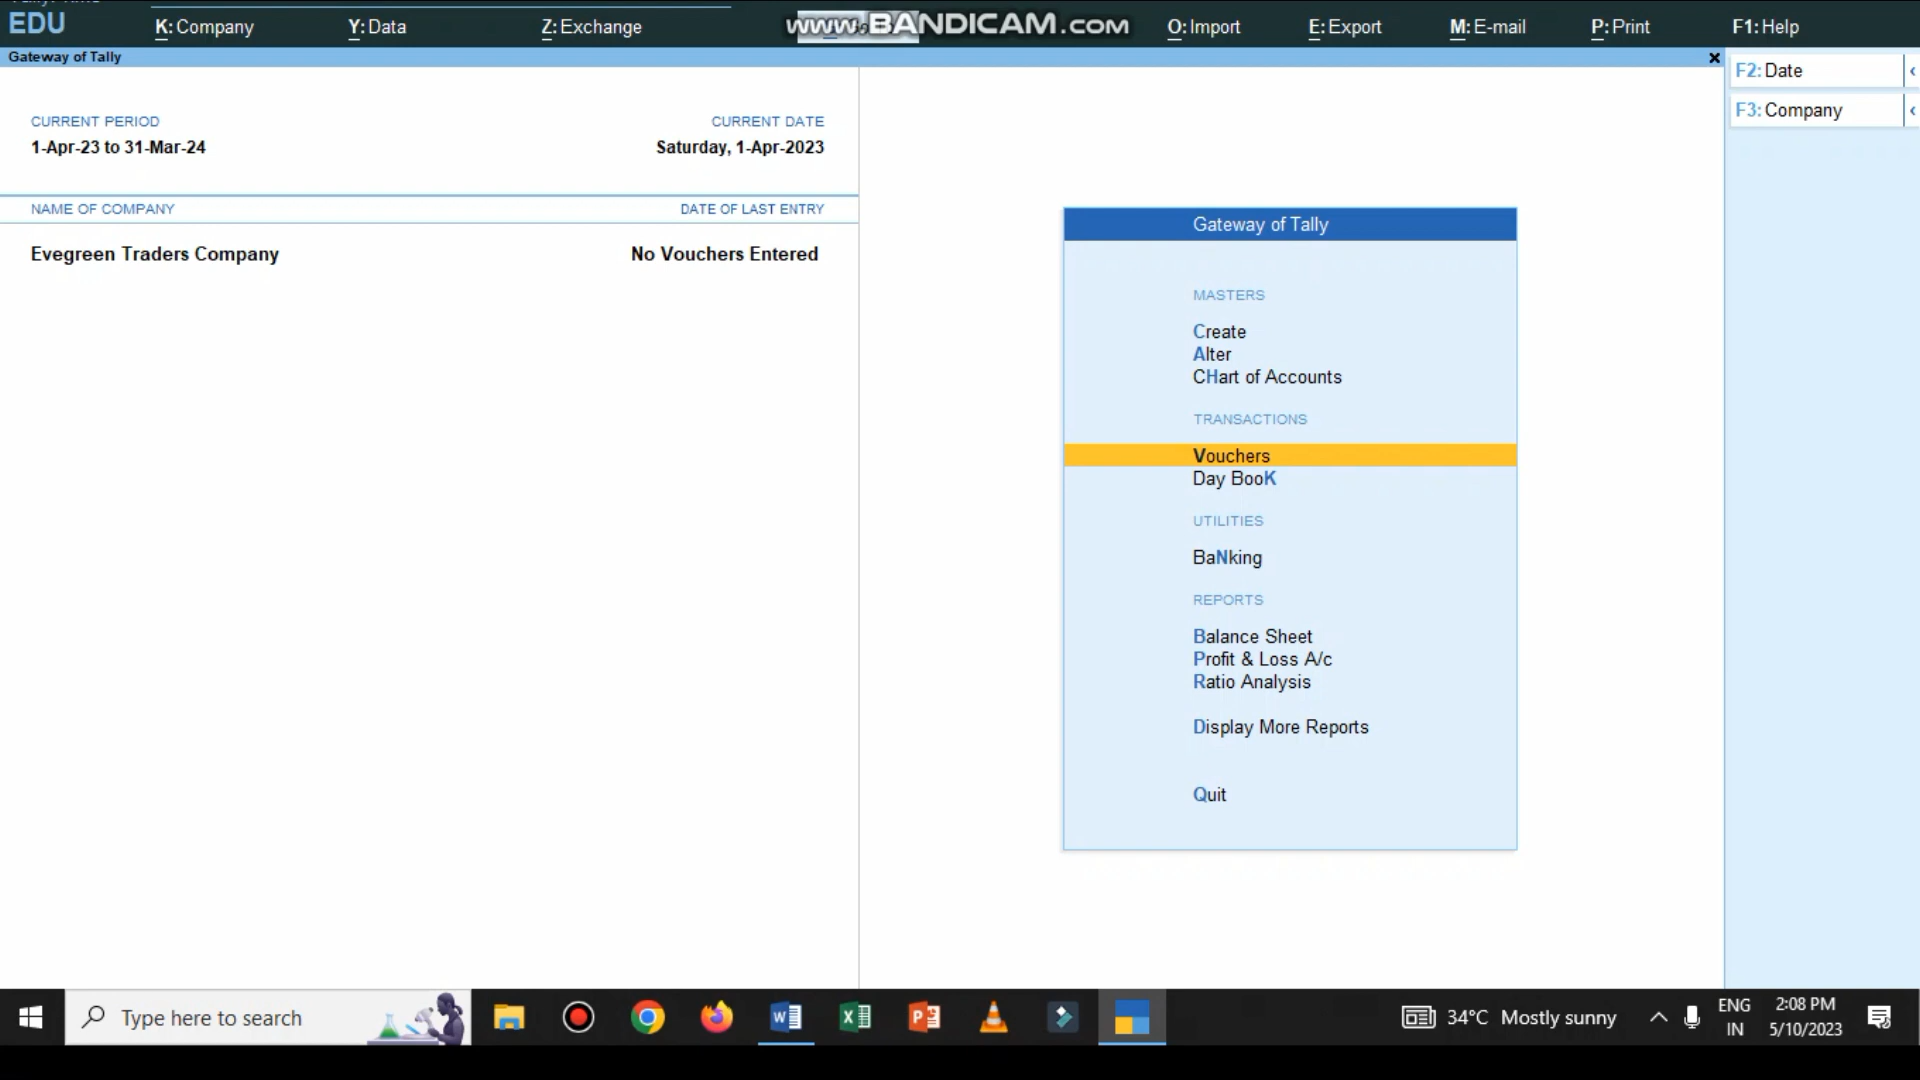 EDU
K: Company
Y: Data
Z: Exchange
www.BANDICAM.com
O: Import
E: Export
M: E-mail
P: Print
F1: Help
Gateway of Tally
F2: Date
F3: Company
CURRENT PERIOD
CURRENT DATE
1-Apr-23 to 31-Mar-24
Saturday, 1-Apr-2023
NAME OF COMPANY
DATE OF LAST ENTRY
Evegreen Traders Company
No Vouchers Entered
Gateway of Tally
MASTERS
Create
Alter
CHart of Accounts
TRANSACTIONS
Vouchers
Day BooK
UTILITIES
BaNking
REPORTS
Balance Sheet
Profit & Loss A/c
Ratio Analysis
Display More Reports
Quit
Type here to search
34°C Mostly sunny
ENG
IN
2:08 PM
5/10/2023